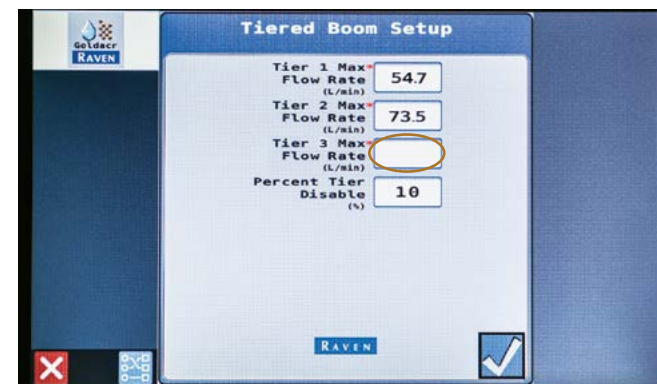 Goldacr
RAVEN
Tiered Boom Setup
Tier 1 Max*
Flow Rate
(L/min)
54.7
Tier 2 Max*
Flow Rate
(L/min)
73.5
Tier 3 Max*
Flow Rate
(L/min)
Percent Tier
Disable
(%)
10
RAVEN